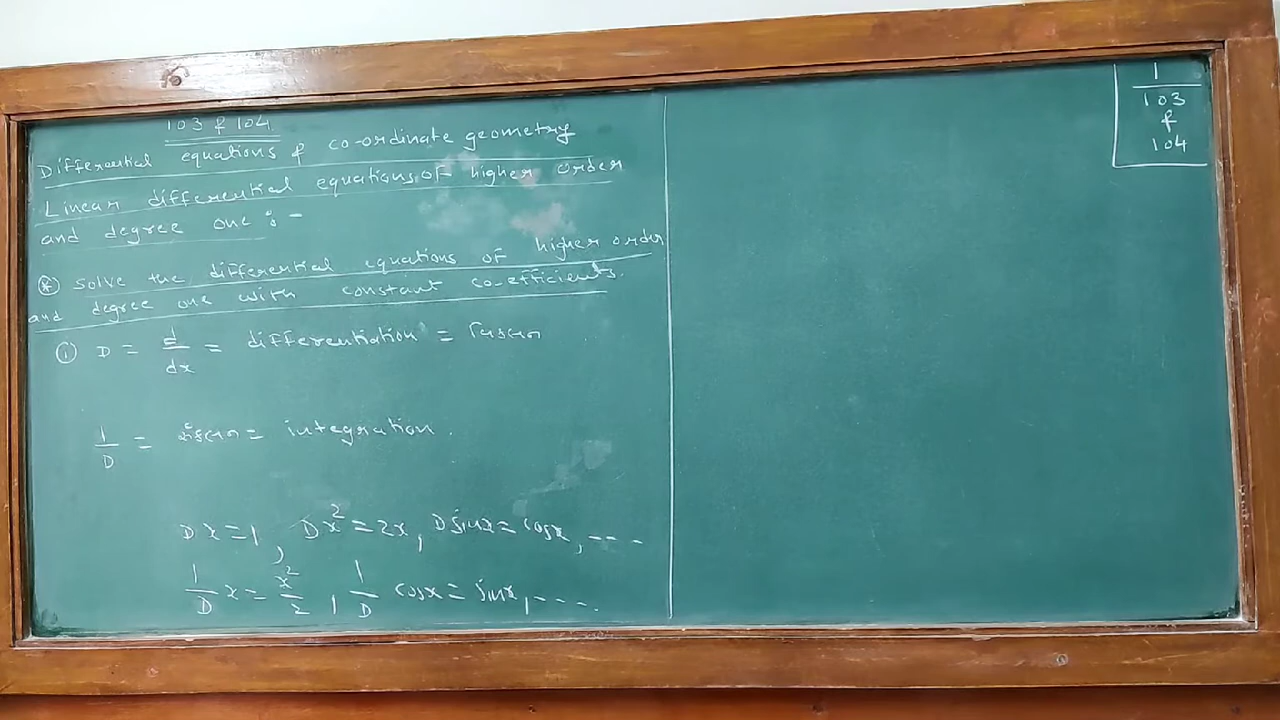 103 & 104
Differential equations & co-ordinate geometry
Linear differential equations of higher order
and degree one :-
* Solve the differential equations of higher order
and degree one with constant co-efficients.
① D = d/dx = differentiation =
1/D = = integration.
Dx = 1, Dx² = 2x, D sinx = cosx, ----
1/D x = x²/2, 1/D cosx = sinx, ----.
1
103
&
104